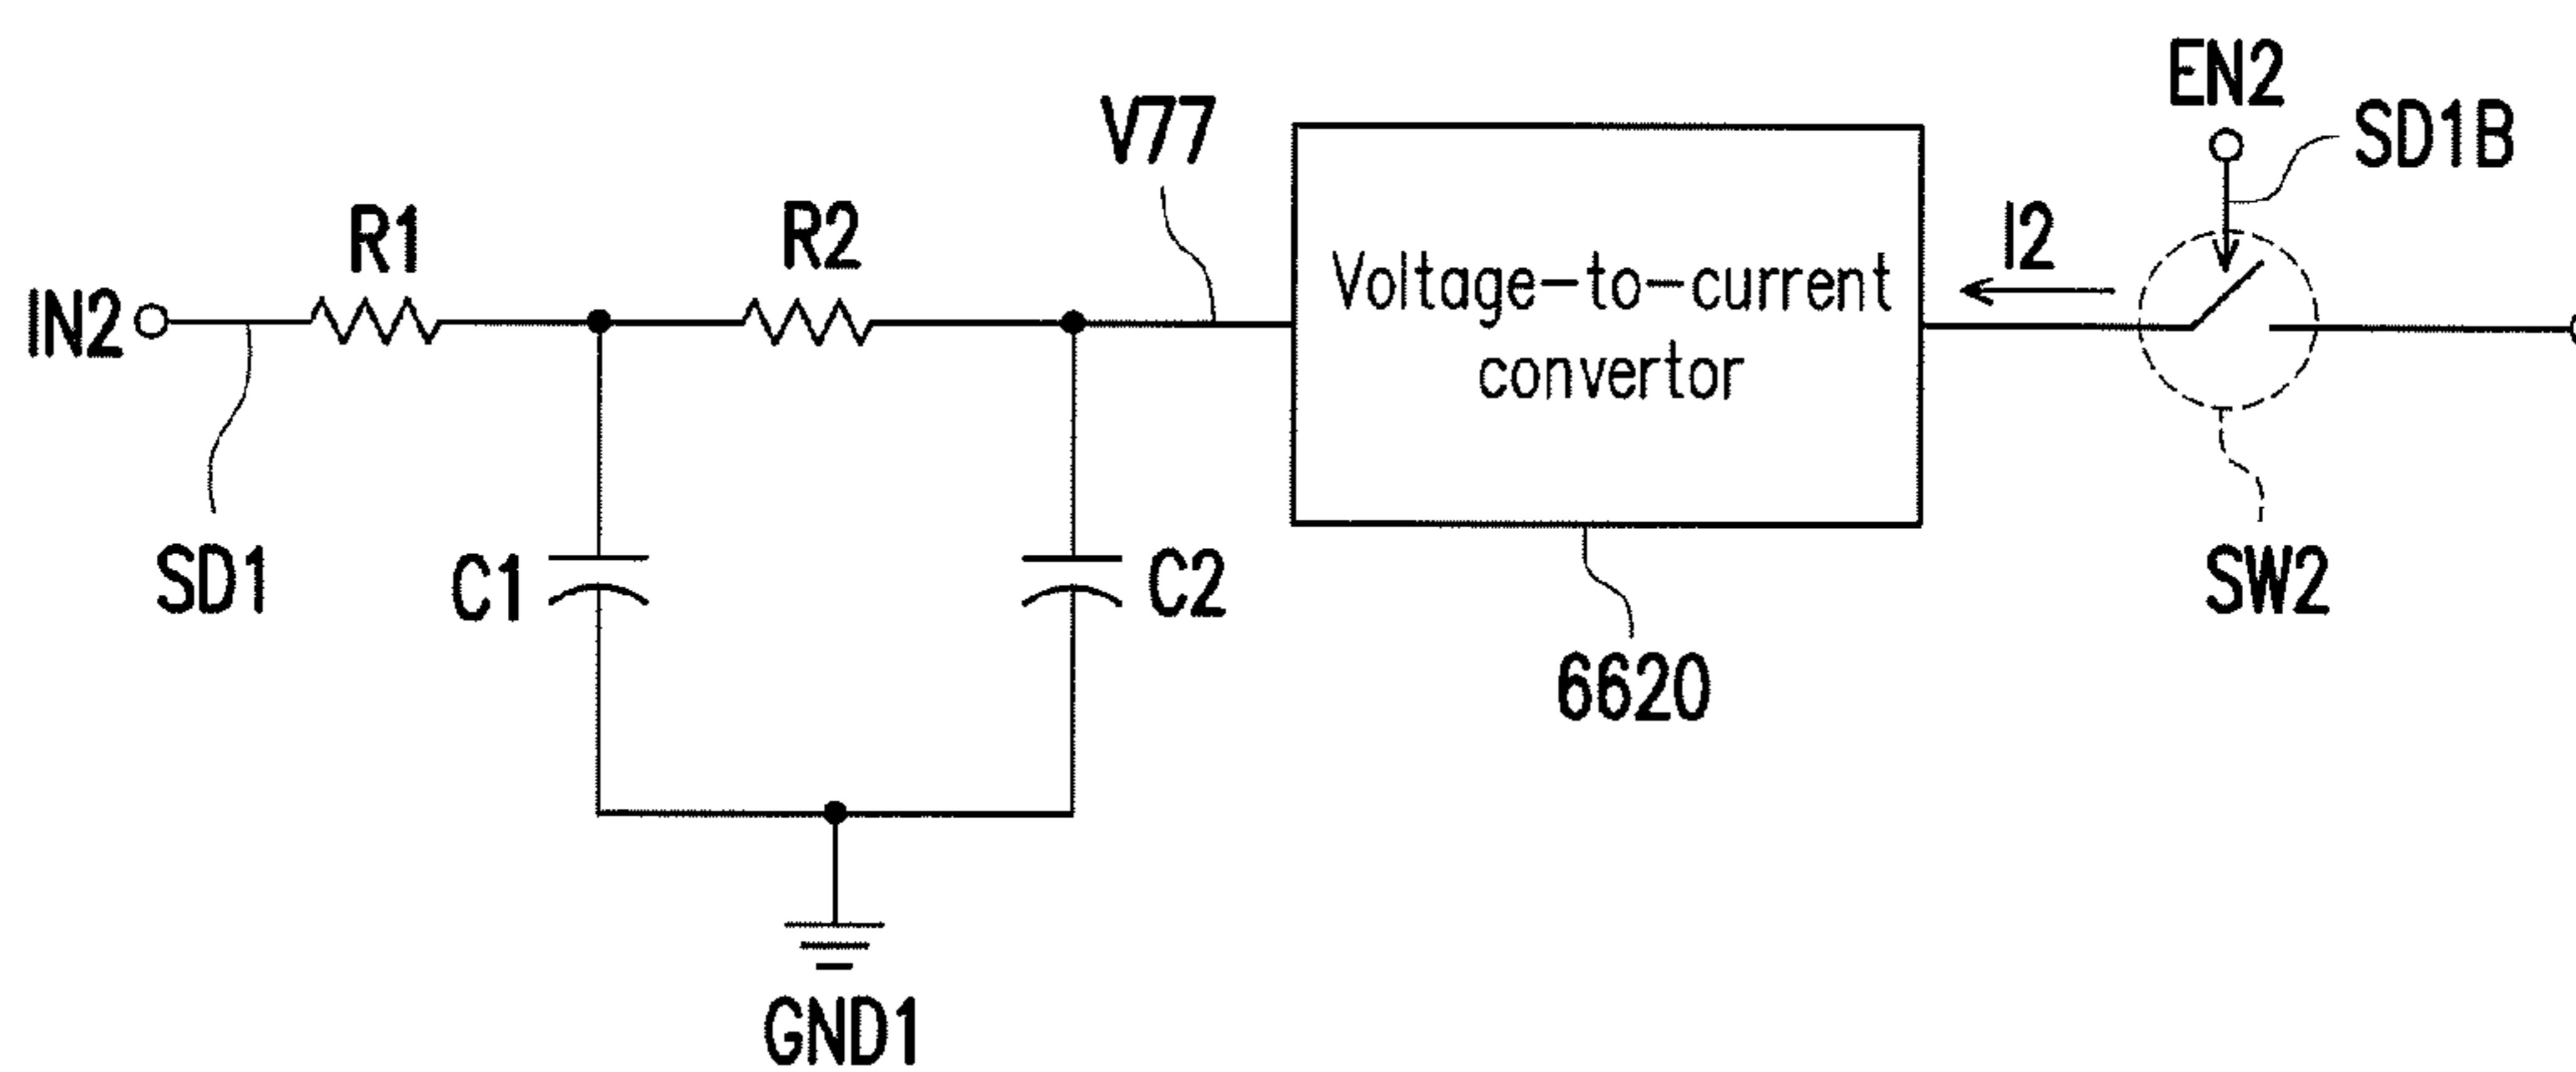 EN2
SD1B
V77
I2
R1
R2
IN2
Voltage-to-current
convertor
SD1
C1
C2
SW2
6620
GND1